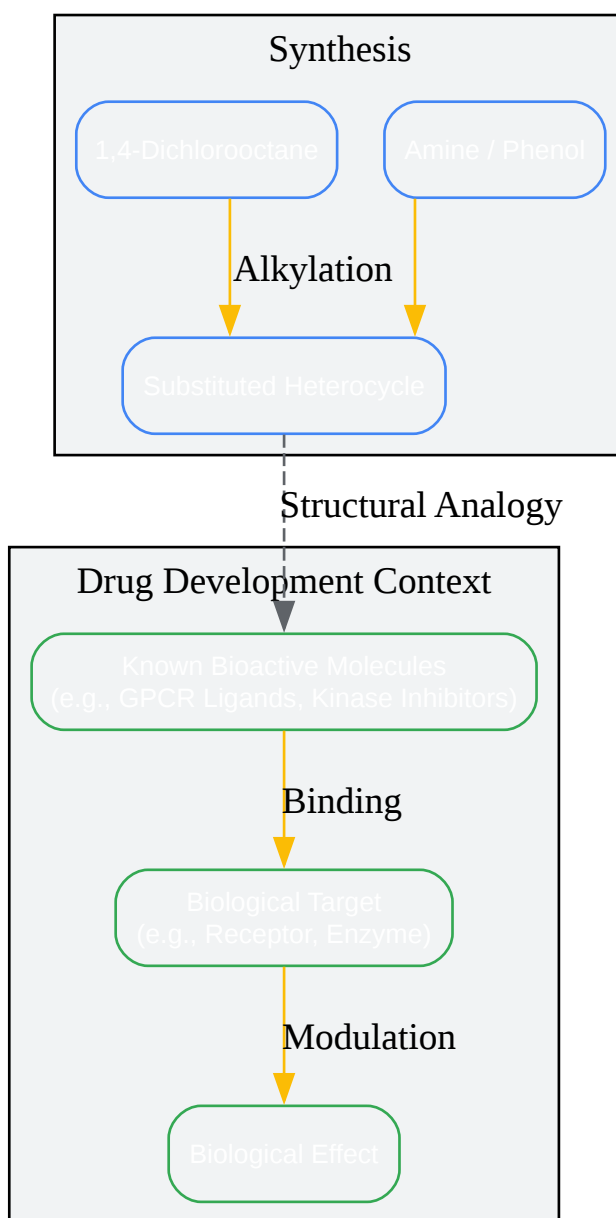 Synthesis
1,4-Dichlorooctane
Amine / Phenol
Alkylation
Substituted Heterocycle
Structural Analogy
Drug Development Context
Known Bioactive Molecules
(e.g., GPCR Ligands, Kinase Inhibitors)
Binding
Biological Target
(e.g., Receptor, Enzyme)
Modulation
Biological Effect